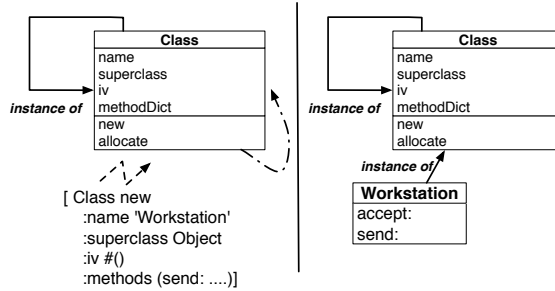 Class
name
superclass
iv
methodDict
new
allocate
instance of
[ Class new
:name 'Workstation'
:superclass Object
:iv #()
:methods (send: ....)]
Class
name
superclass
iv
methodDict
new
allocate
instance of
instance of
Workstation
accept:
send: